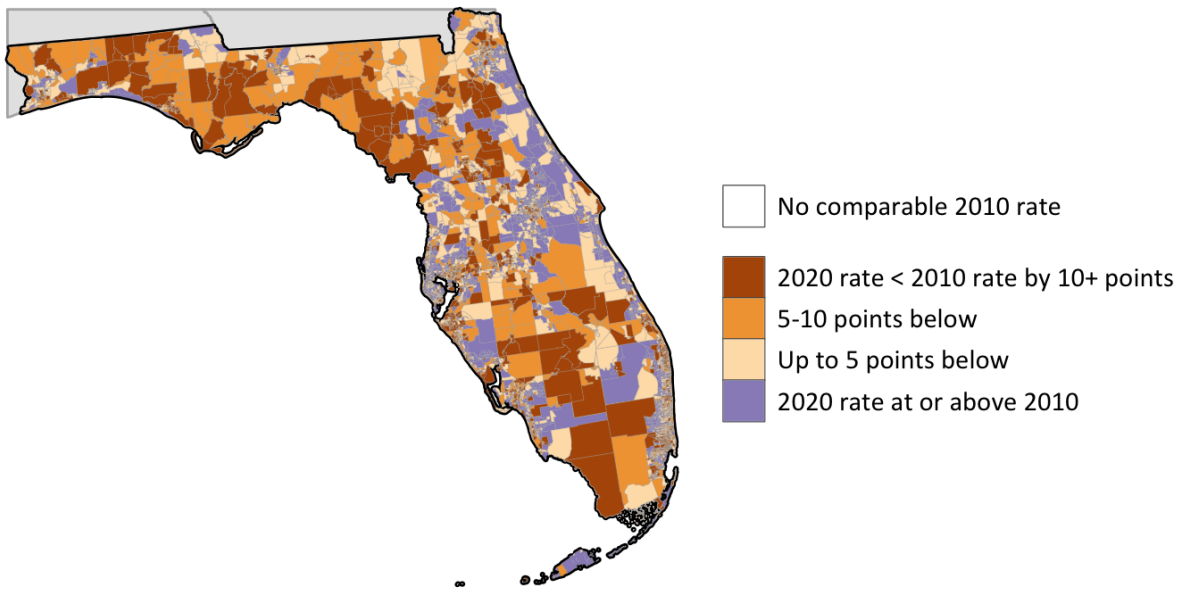 No comparable 2010 rate
2020 rate < 2010 rate by 10+ points
5-10 points below
Up to 5 points below
2020 rate at or above 2010